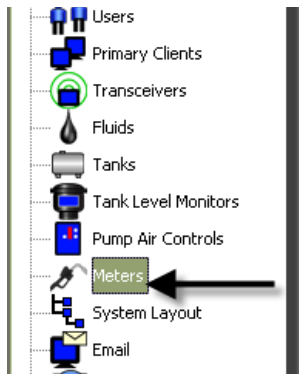 Users
Primary Clients
Transceivers
Fluids
Tanks
Tank Level Monitors
Pump Air Controls
Meters
System Layout
Email